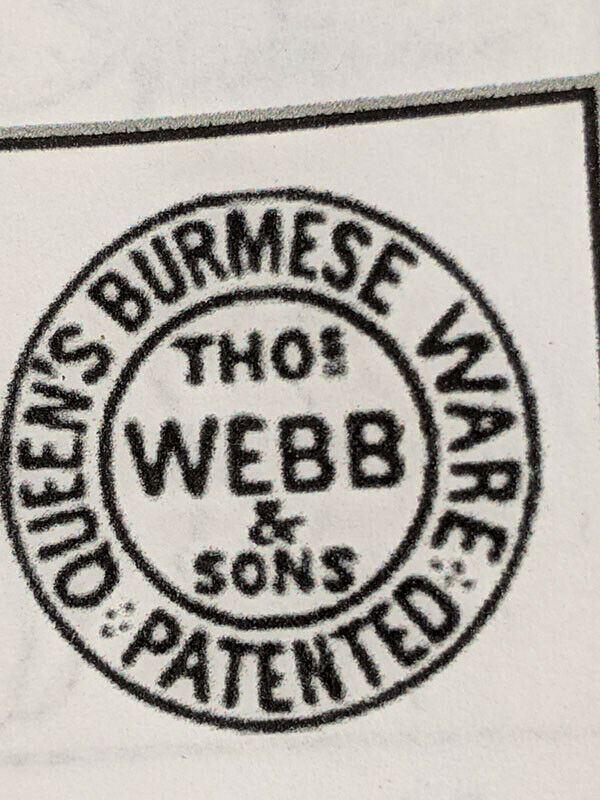 QUEEN'S BURMESE WARE
THOS
WEBB
&
SONS
PATENTED